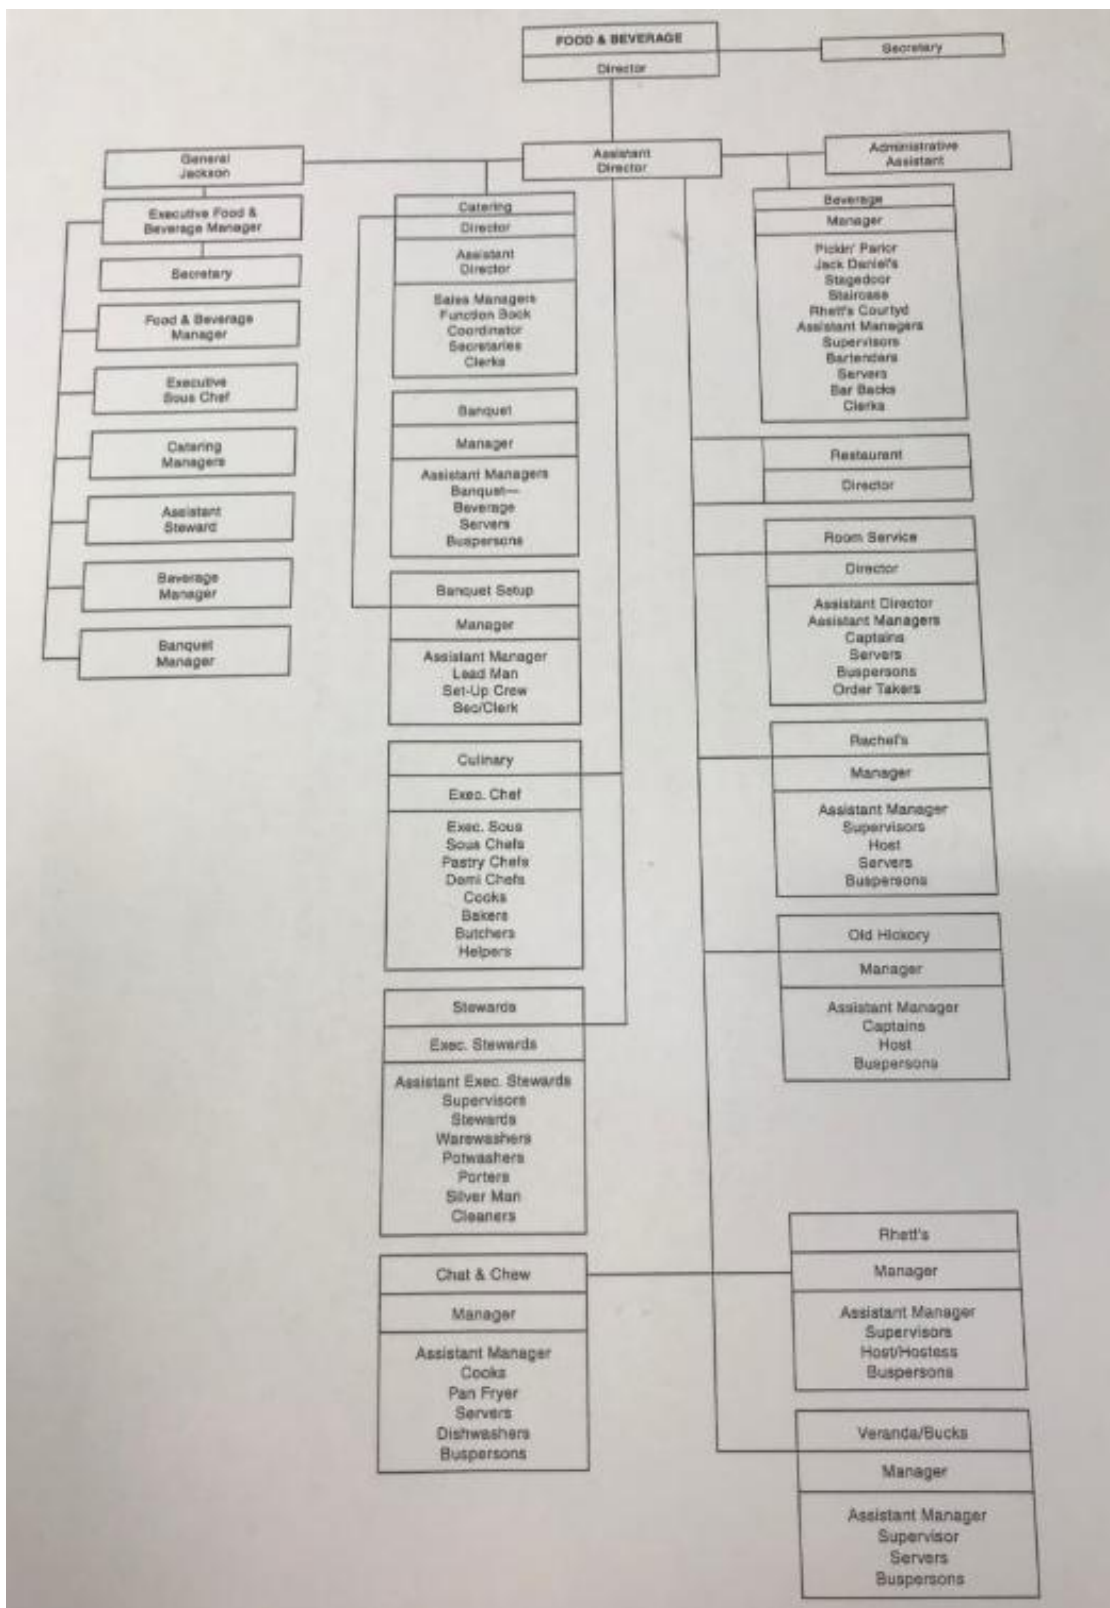 FOOD & BEVERAGE
Director
Secretary
General
Jackson
Assistant
Director
Administrative
Assistant
Executive Food &
Beverage Manager
Secretary
Food & Beverage
Manager
Executive
Sous Chef
Catering
Managers
Assistant
Steward
Beverage
Manager
Banquet
Manager
Catering
Director
Assistant
Director
Sales Managers
Function Book
Coordinator
Secretaries
Clerks
Banquet
Manager
Assistant Managers
Banquet—
Beverage
Servers
Buspersons
Banquet Setup
Manager
Assistant Manager
Lead Man
Set-Up Crew
Sec/Clerk
Culinary
Exec. Chef
Exec. Sous
Sous Chefs
Pastry Chefs
Demi Chefs
Cooks
Bakers
Butchers
Helpers
Stewards
Exec. Stewards
Assistant Exec. Stewards
Supervisors
Stewards
Warewashers
Potwashers
Porters
Silver Man
Cleaners
Chat & Chew
Manager
Assistant Manager
Cooks
Pan Fryer
Servers
Dishwashers
Buspersons
Beverage
Manager
Pickin' Parlor
Jack Daniel's
Stagedoor
Staircase
Rhett's Courtyd
Assistant Managers
Supervisors
Bartenders
Servers
Bar Backs
Clerks
Restaurant
Director
Room Service
Director
Assistant Director
Assistant Managers
Captains
Servers
Buspersons
Order Takers
Rachel's
Manager
Assistant Manager
Supervisors
Host
Servers
Buspersons
Old Hickory
Manager
Assistant Manager
Captains
Host
Buspersons
Rhett's
Manager
Assistant Manager
Supervisors
Host/Hostess
Buspersons
Veranda/Bucks
Manager
Assistant Manager
Supervisor
Servers
Buspersons